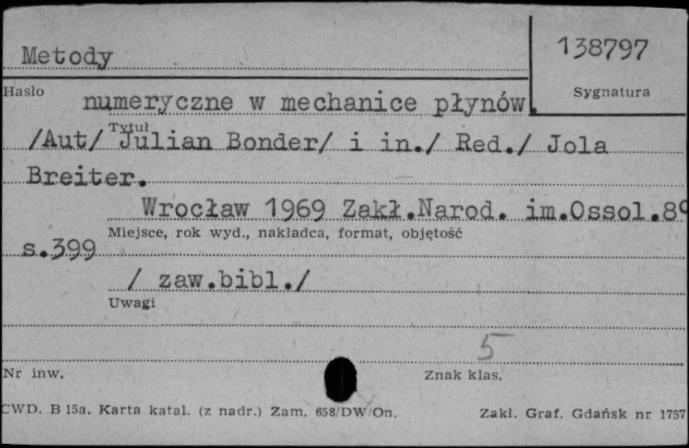 Metody
138797
Hasło
Sygnatura
numeryczne w mechanice płynów.
Tytuł
/Aut/ Julian Bonder/ i in./ Red./ Jola
Breiter.
Wrocław 1969 Zakł.Narod. im.Ossol.8°
Miejsce, rok wyd., nakładca, format, objętość
s.399
/ zaw.bibl./
Uwagi
5
Nr inw.
Znak klas.
CWD. B 15a. Karta katal. (z nadr.) Zam. 658/DW/On.
Zakł. Graf. Gdańsk nr 1757